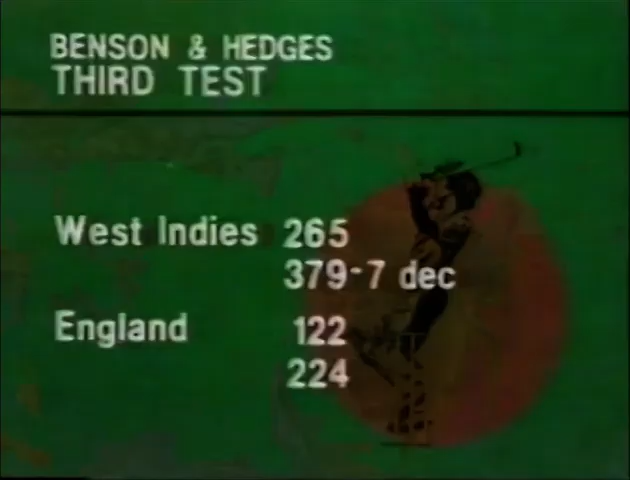 BENSON & HEDGES
THIRD TEST
West Indies 265
379-7 dec
England 122
224